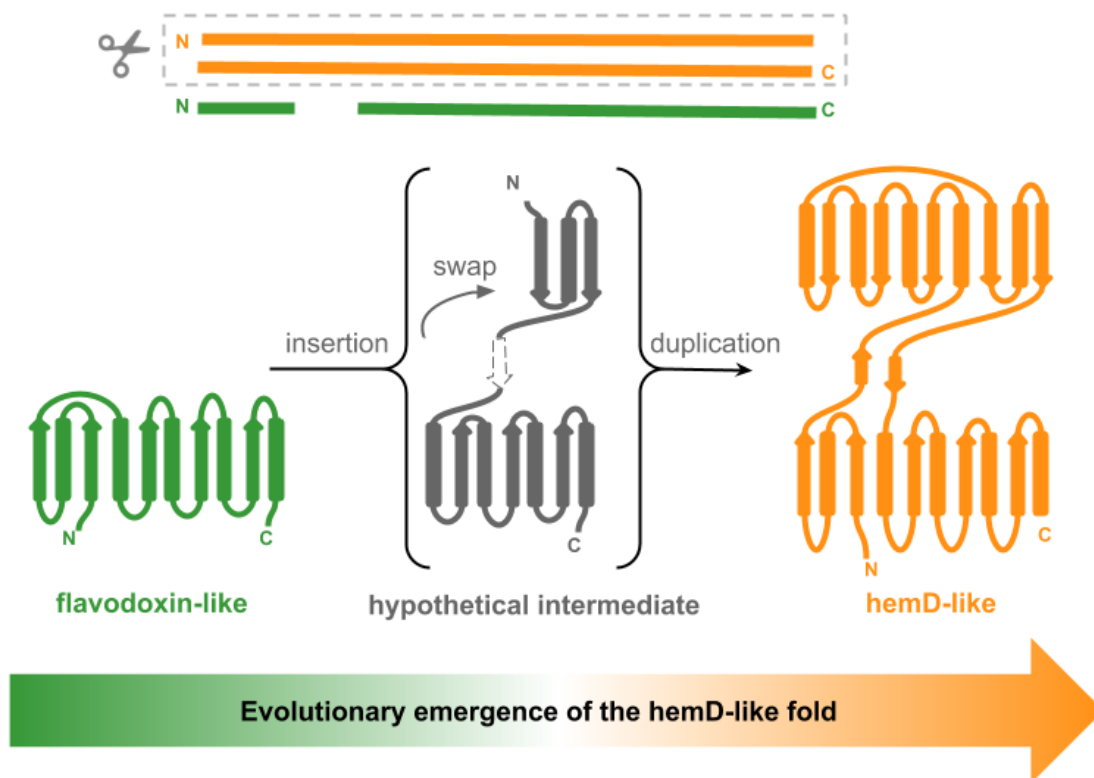 N
C
N
C
N
swap
insertion
duplication
N
C
C
C
N
flavodoxin-like
hypothetical intermediate
hemD-like
Evolutionary emergence of the hemD-like fold